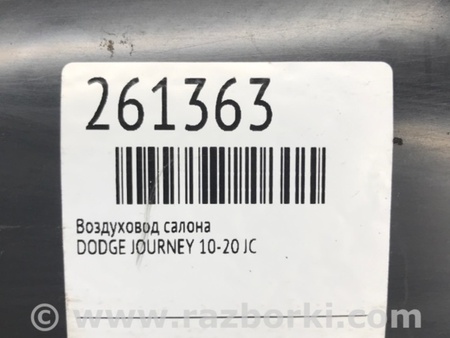 261363
Воздуховод салона
DODGE JOURNEY 10-20 JC
© www.razborki.com